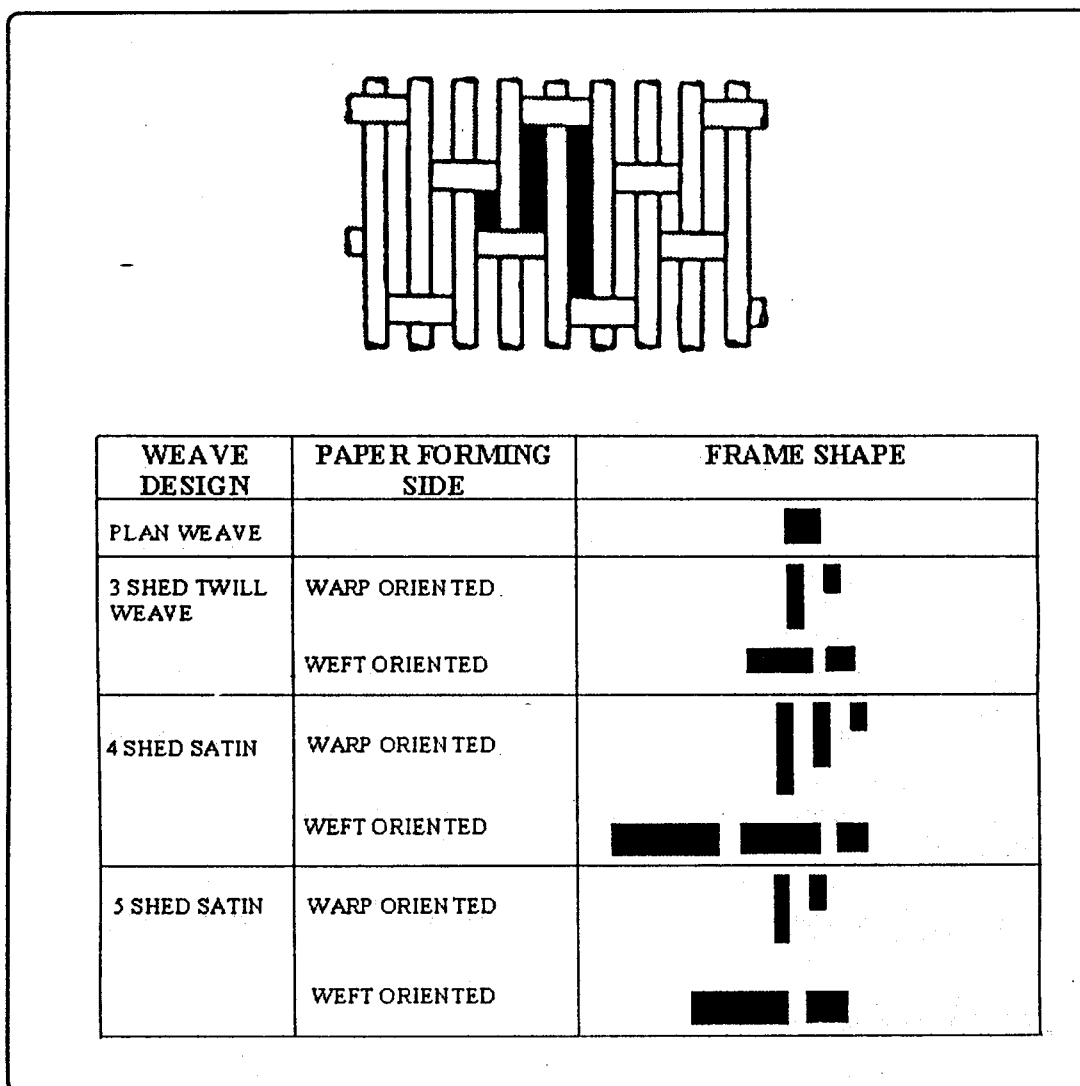 WEAVE DESIGN
PAPER FORMING SIDE
FRAME SHAPE
PLAN WEAVE
3 SHED TWILL WEAVE
WARP ORIENTED
WEFT ORIENTED
4 SHED SATIN
WARP ORIENTED
WEFT ORIENTED
5 SHED SATIN
WARP ORIENTED
WEFT ORIENTED